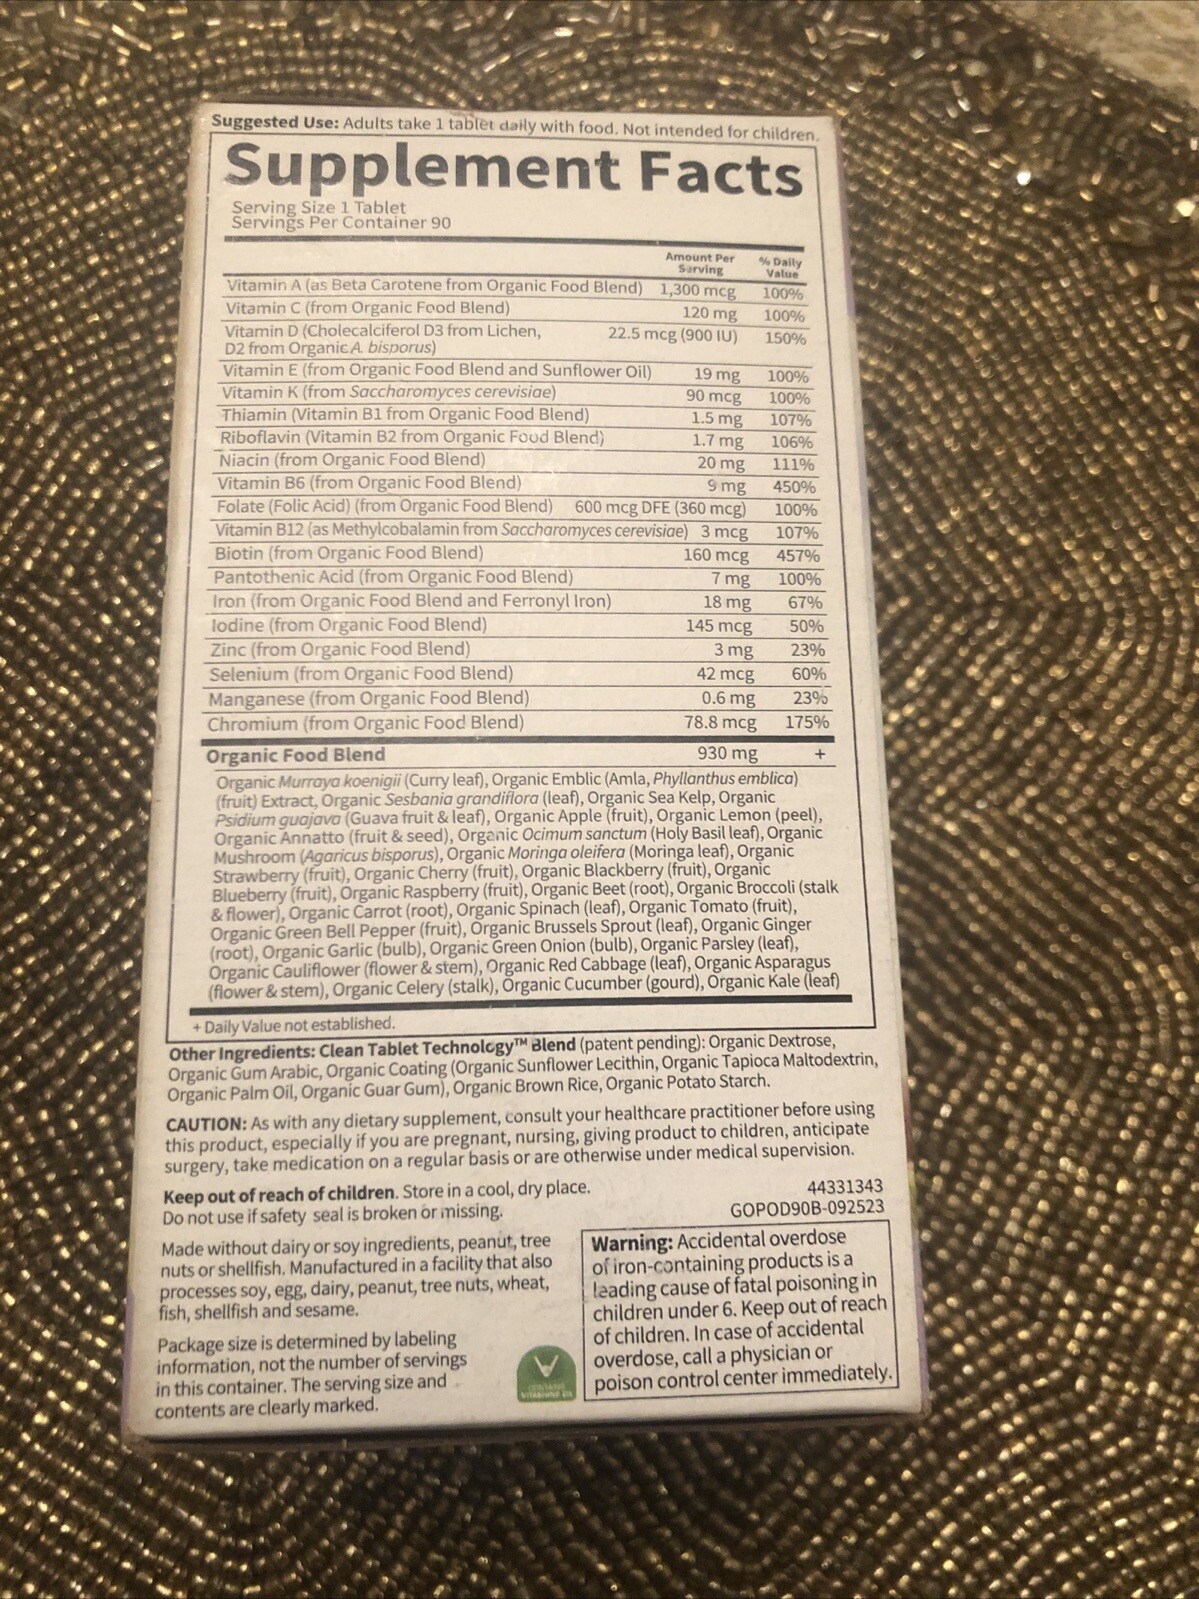 Suggested Use: Adults take 1 tablet daily with food. Not intended for children.
Supplement Facts
Serving Size 1 Tablet
Servings Per Container 90
Amount Per Serving % Daily Value
Vitamin A (as Beta Carotene from Organic Food Blend) 1,300 mcg 100%
Vitamin C (from Organic Food Blend) 120 mg 100%
Vitamin D (Cholecalciferol D3 from Lichen, 22.5 mcg (900 IU) 150%
D2 from Organic A. bisporus)
Vitamin E (from Organic Food Blend and Sunflower Oil) 19 mg 100%
Vitamin K (from Saccharomyces cerevisiae) 90 mcg 100%
Thiamin (Vitamin B1 from Organic Food Blend) 1.5 mg 107%
Riboflavin (Vitamin B2 from Organic Food Blend) 1.7 mg 106%
Niacin (from Organic Food Blend) 20 mg 111%
Vitamin B6 (from Organic Food Blend) 9 mg 450%
Folate (Folic Acid) (from Organic Food Blend) 600 mcg DFE (360 mcg) 100%
Vitamin B12 (as Methylcobalamin from Saccharomyces cerevisiae) 3 mcg 107%
Biotin (from Organic Food Blend) 160 mcg 457%
Pantothenic Acid (from Organic Food Blend) 7 mg 100%
Iron (from Organic Food Blend and Ferronyl Iron) 18 mg 67%
Iodine (from Organic Food Blend) 145 mcg 50%
Zinc (from Organic Food Blend) 3 mg 23%
Selenium (from Organic Food Blend) 42 mcg 60%
Manganese (from Organic Food Blend) 0.6 mg 23%
Chromium (from Organic Food Blend) 78.8 mcg 175%
Organic Food Blend 930 mg +
Organic Murraya koenigii (Curry leaf), Organic Emblic (Amla, Phyllanthus emblica)
(fruit) Extract, Organic Sesbania grandiflora (leaf), Organic Sea Kelp, Organic
Psidium guajava (Guava fruit & leaf), Organic Apple (fruit), Organic Lemon (peel),
Organic Annatto (fruit & seed), Organic Ocimum sanctum (Holy Basil leaf), Organic
Mushroom (Agaricus bisporus), Organic Moringa oleifera (Moringa leaf), Organic
Strawberry (fruit), Organic Cherry (fruit), Organic Blackberry (fruit), Organic
Blueberry (fruit), Organic Raspberry (fruit), Organic Beet (root), Organic Broccoli (stalk
& flower), Organic Carrot (root), Organic Spinach (leaf), Organic Tomato (fruit),
Organic Green Bell Pepper (fruit), Organic Brussels Sprout (leaf), Organic Ginger
(root), Organic Garlic (bulb), Organic Green Onion (bulb), Organic Parsley (leaf),
Organic Cauliflower (flower & stem), Organic Red Cabbage (leaf), Organic Asparagus
(flower & stem), Organic Celery (stalk), Organic Cucumber (gourd), Organic Kale (leaf)
+ Daily Value not established.
Other Ingredients: Clean Tablet Technology™ Blend (patent pending): Organic Dextrose,
Organic Gum Arabic, Organic Coating (Organic Sunflower Lecithin, Organic Tapioca Maltodextrin,
Organic Palm Oil, Organic Guar Gum), Organic Brown Rice, Organic Potato Starch.
CAUTION: As with any dietary supplement, consult your healthcare practitioner before using
this product, especially if you are pregnant, nursing, giving product to children, anticipate
surgery, take medication on a regular basis or are otherwise under medical supervision.
Keep out of reach of children. Store in a cool, dry place.
Do not use if safety seal is broken or missing.
44331343
GOPOD90B-092523
Made without dairy or soy ingredients, peanut, tree
nuts or shellfish. Manufactured in a facility that also
processes soy, egg, dairy, peanut, tree nuts, wheat,
fish, shellfish and sesame.
Package size is determined by labeling
information, not the number of servings
in this container. The serving size and
contents are clearly marked.
CONTAINS
Warning: Accidental overdose
of iron-containing products is a
leading cause of fatal poisoning in
children under 6. Keep out of reach
of children. In case of accidental
overdose, call a physician or
poison control center immediately.